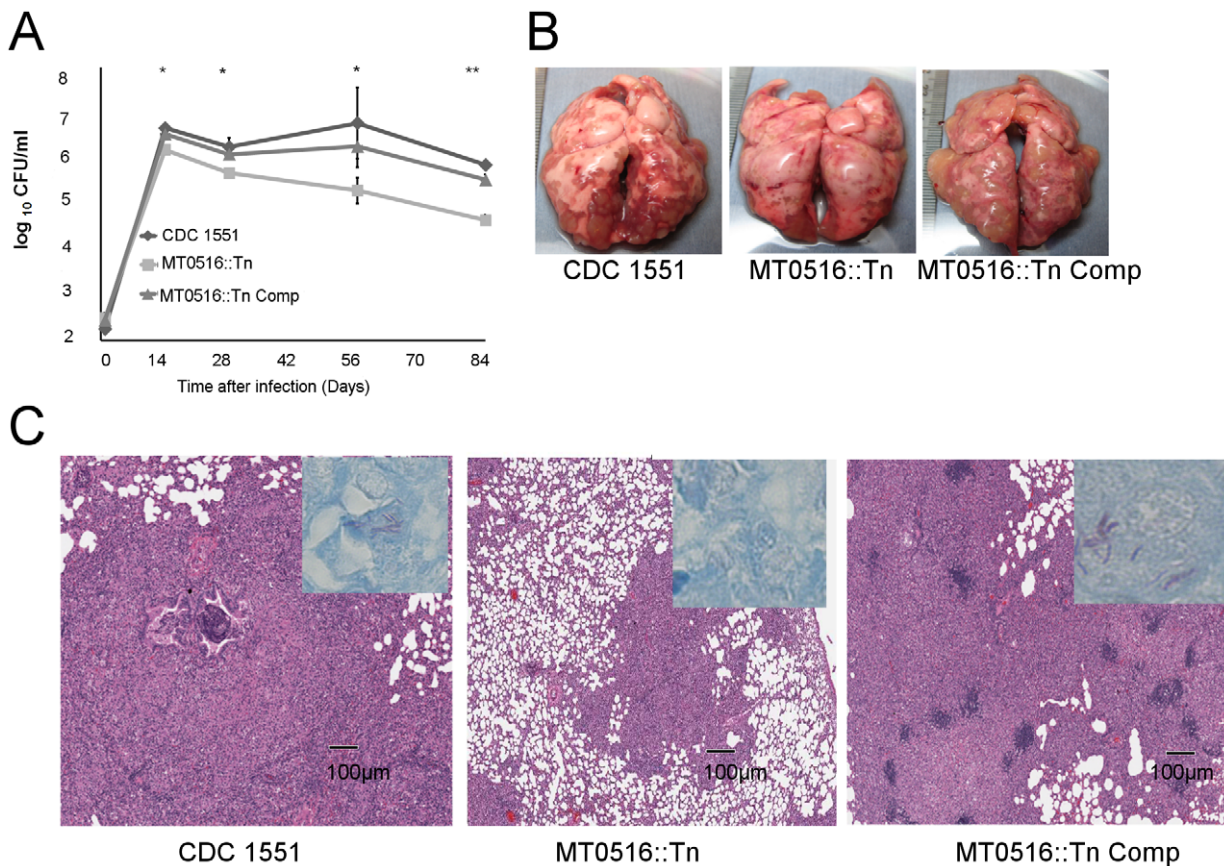 A
B
* * * **
8
7
6
5
4
3
2
log 10 CFU/ml
CDC 1551
MT0516::Tn
MT0516::Tn Comp
0 14 28 42 56 70 84
Time after infection (Days)
CDC 1551
MT0516::Tn
MT0516::Tn Comp
C
100µm
100µm
100µm
CDC 1551
MT0516::Tn
MT0516::Tn Comp